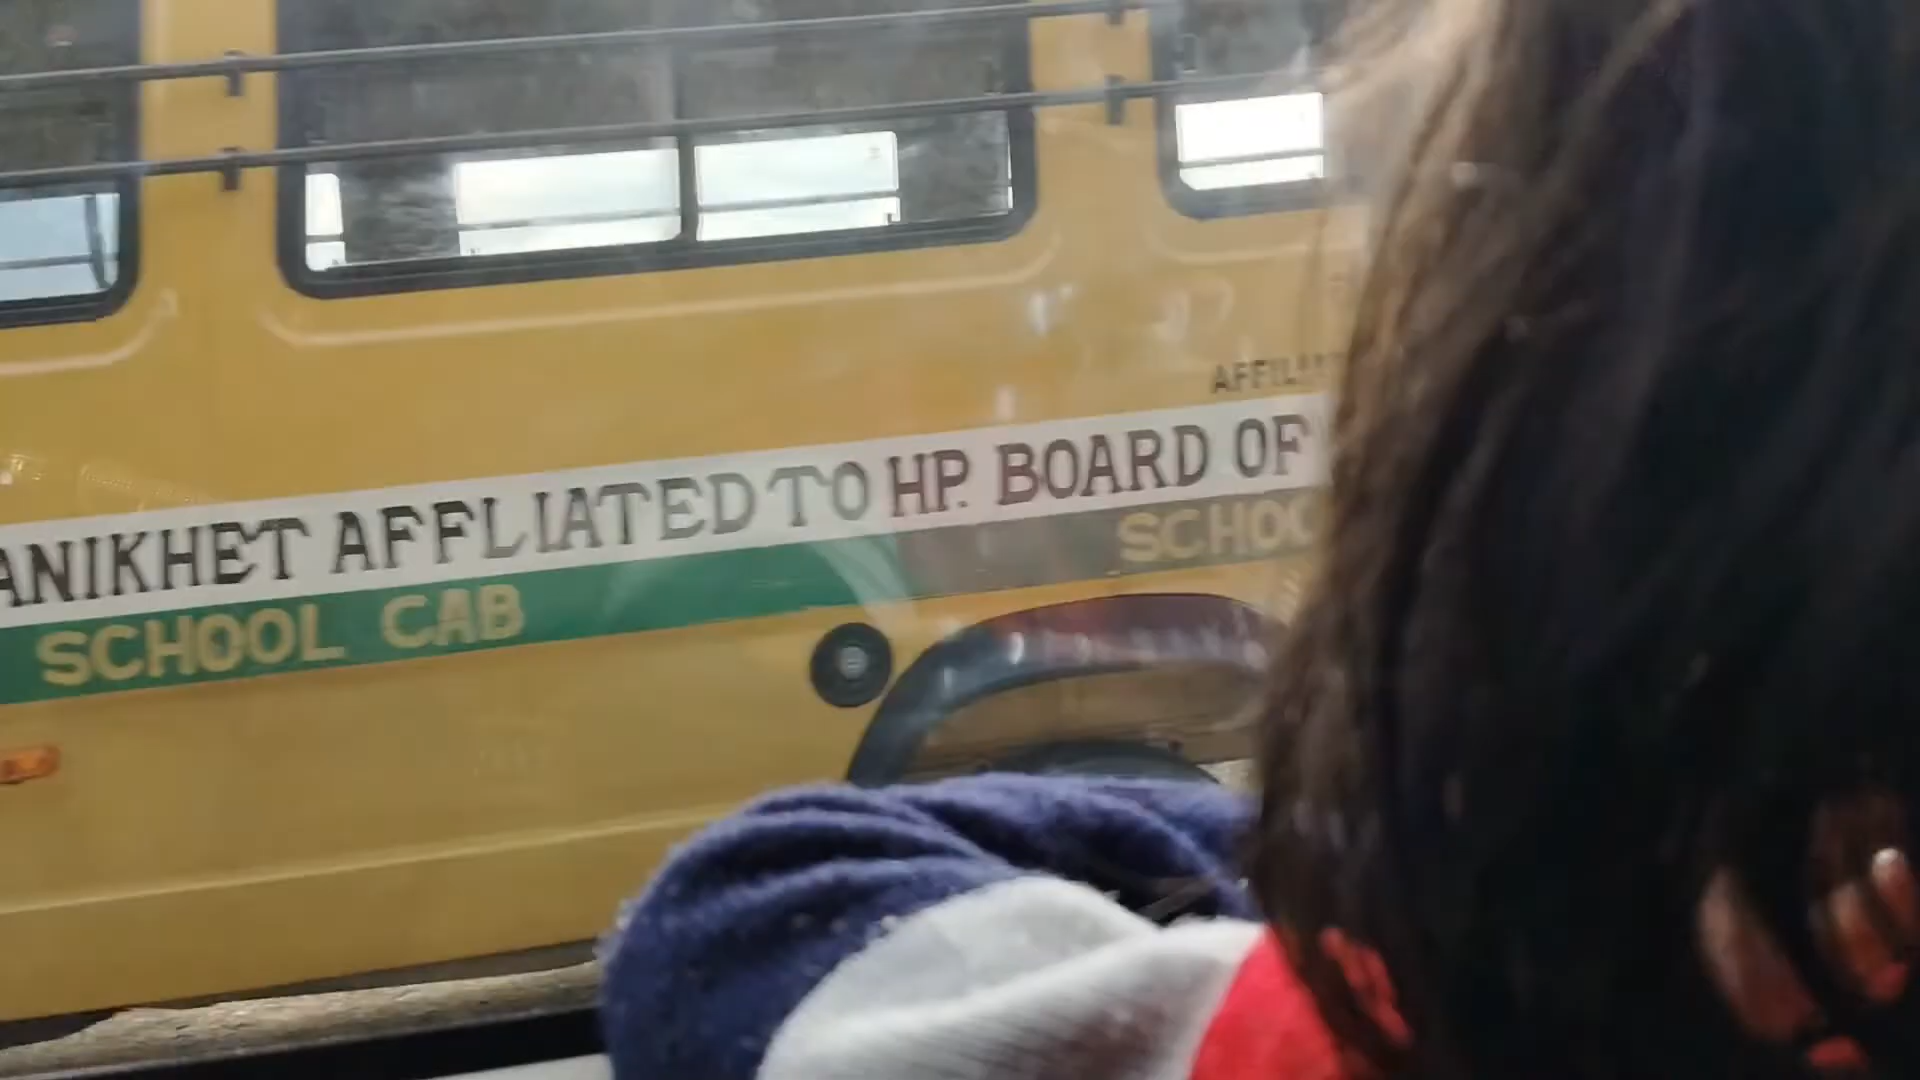 ANIKHET AFFLIATED TO HP. BOARD OF
SCHOOL CAB